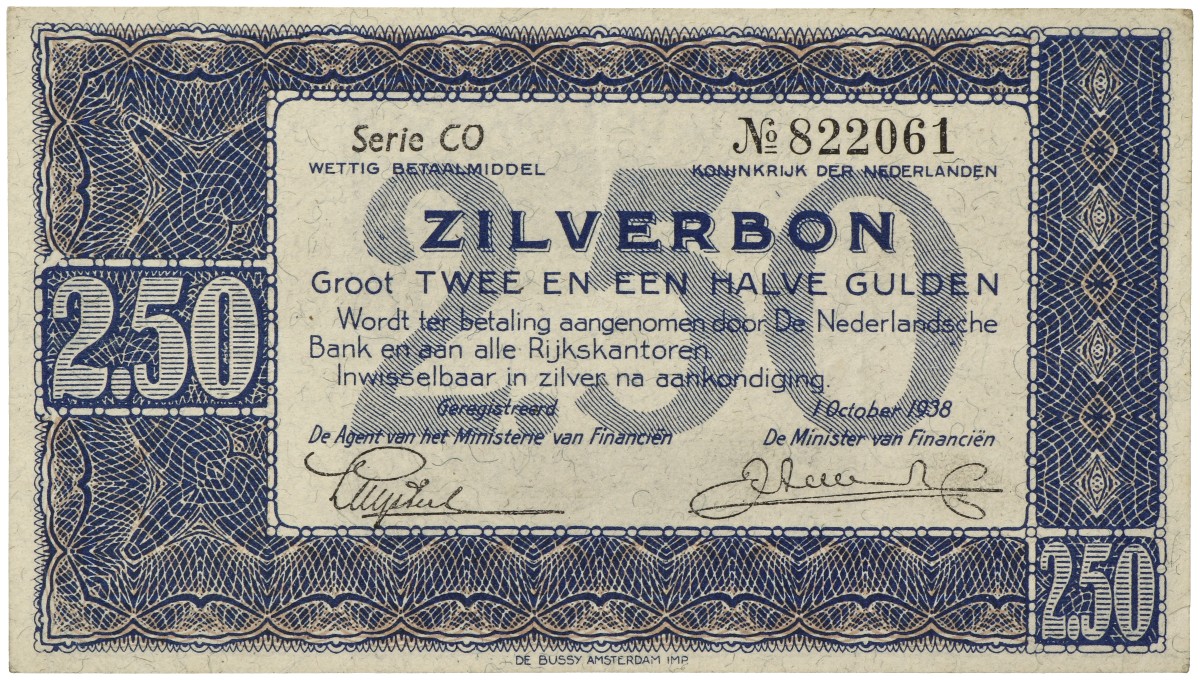 Serie CO
№ 822061
WETTIG BETAALMIDDEL
KONINKRIJK DER NEDERLANDEN
2.50
ZILVERBON
Groot TWEE EN EEN HALVE GULDEN
2.50
Wordt ter betaling aangenomen door De Nederlandsche
Bank en aan alle Rijkskantoren.
Inwisselbaar in zilver na aankondiging.
Geregistreerd
1 October 1938
De Agent van het Ministerie van Financiën
De Minister van Financiën
2.50
DE BUSSY AMSTERDAM IMP.